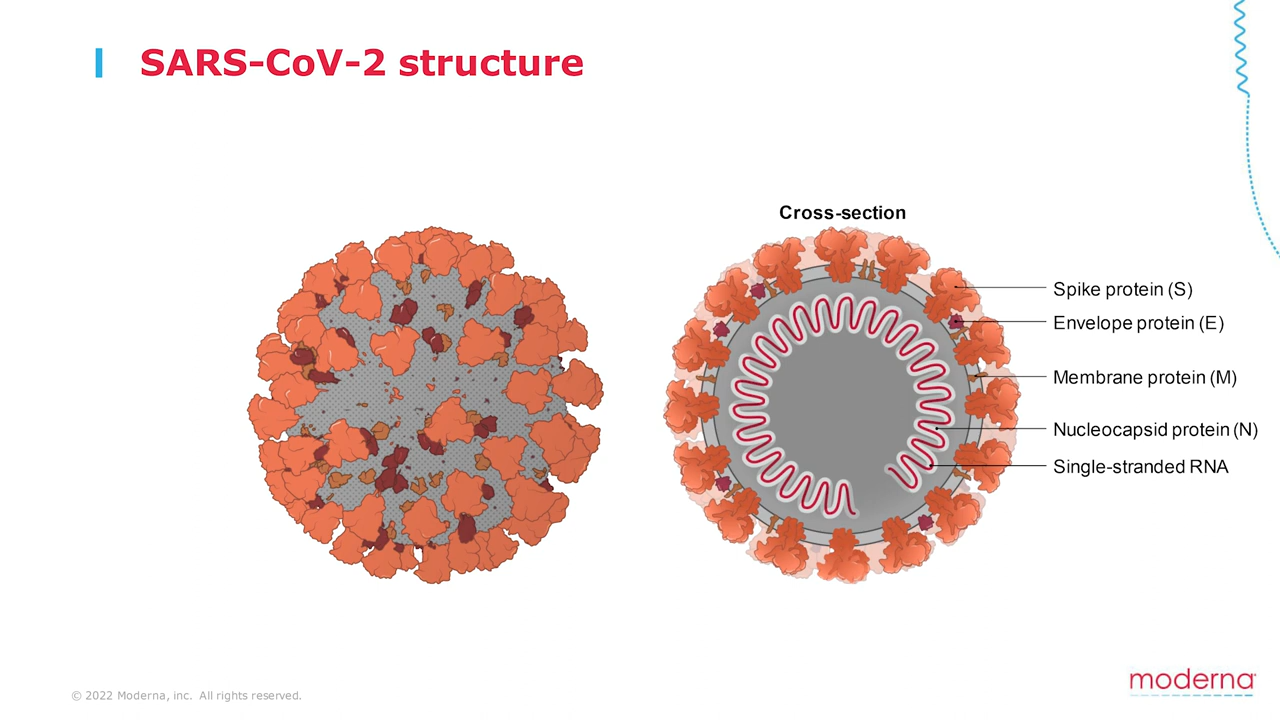 SARS-CoV-2 structure
Cross-section
Spike protein (S)
Envelope protein (E)
Membrane protein (M)
Nucleocapsid protein (N)
Single-stranded RNA
© 2022 Moderna, inc. All rights reserved.
moderna